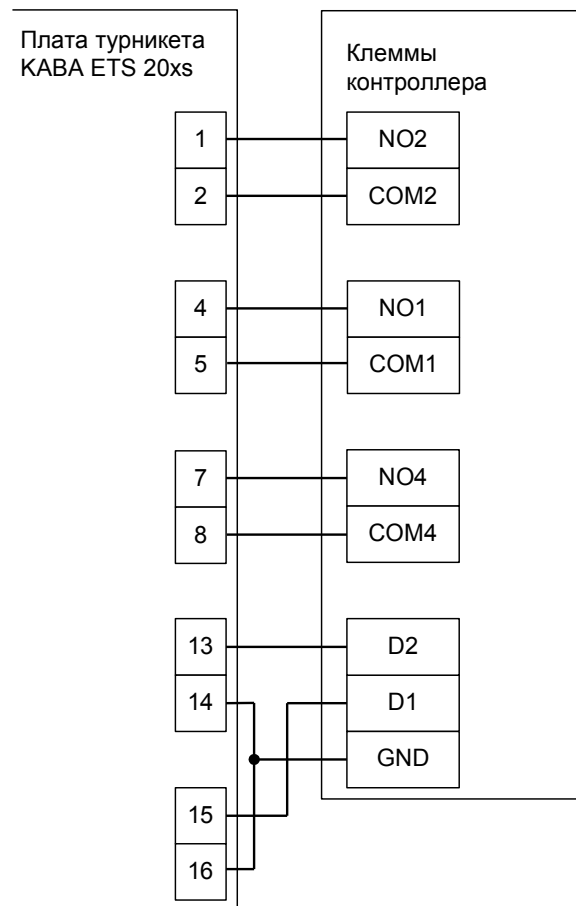 Плата турникета
KABA ETS 20xs
Клеммы
контроллера
1
NO2
2
COM2
4
NO1
5
COM1
7
NO4
8
COM4
13
D2
14
D1
GND
15
16